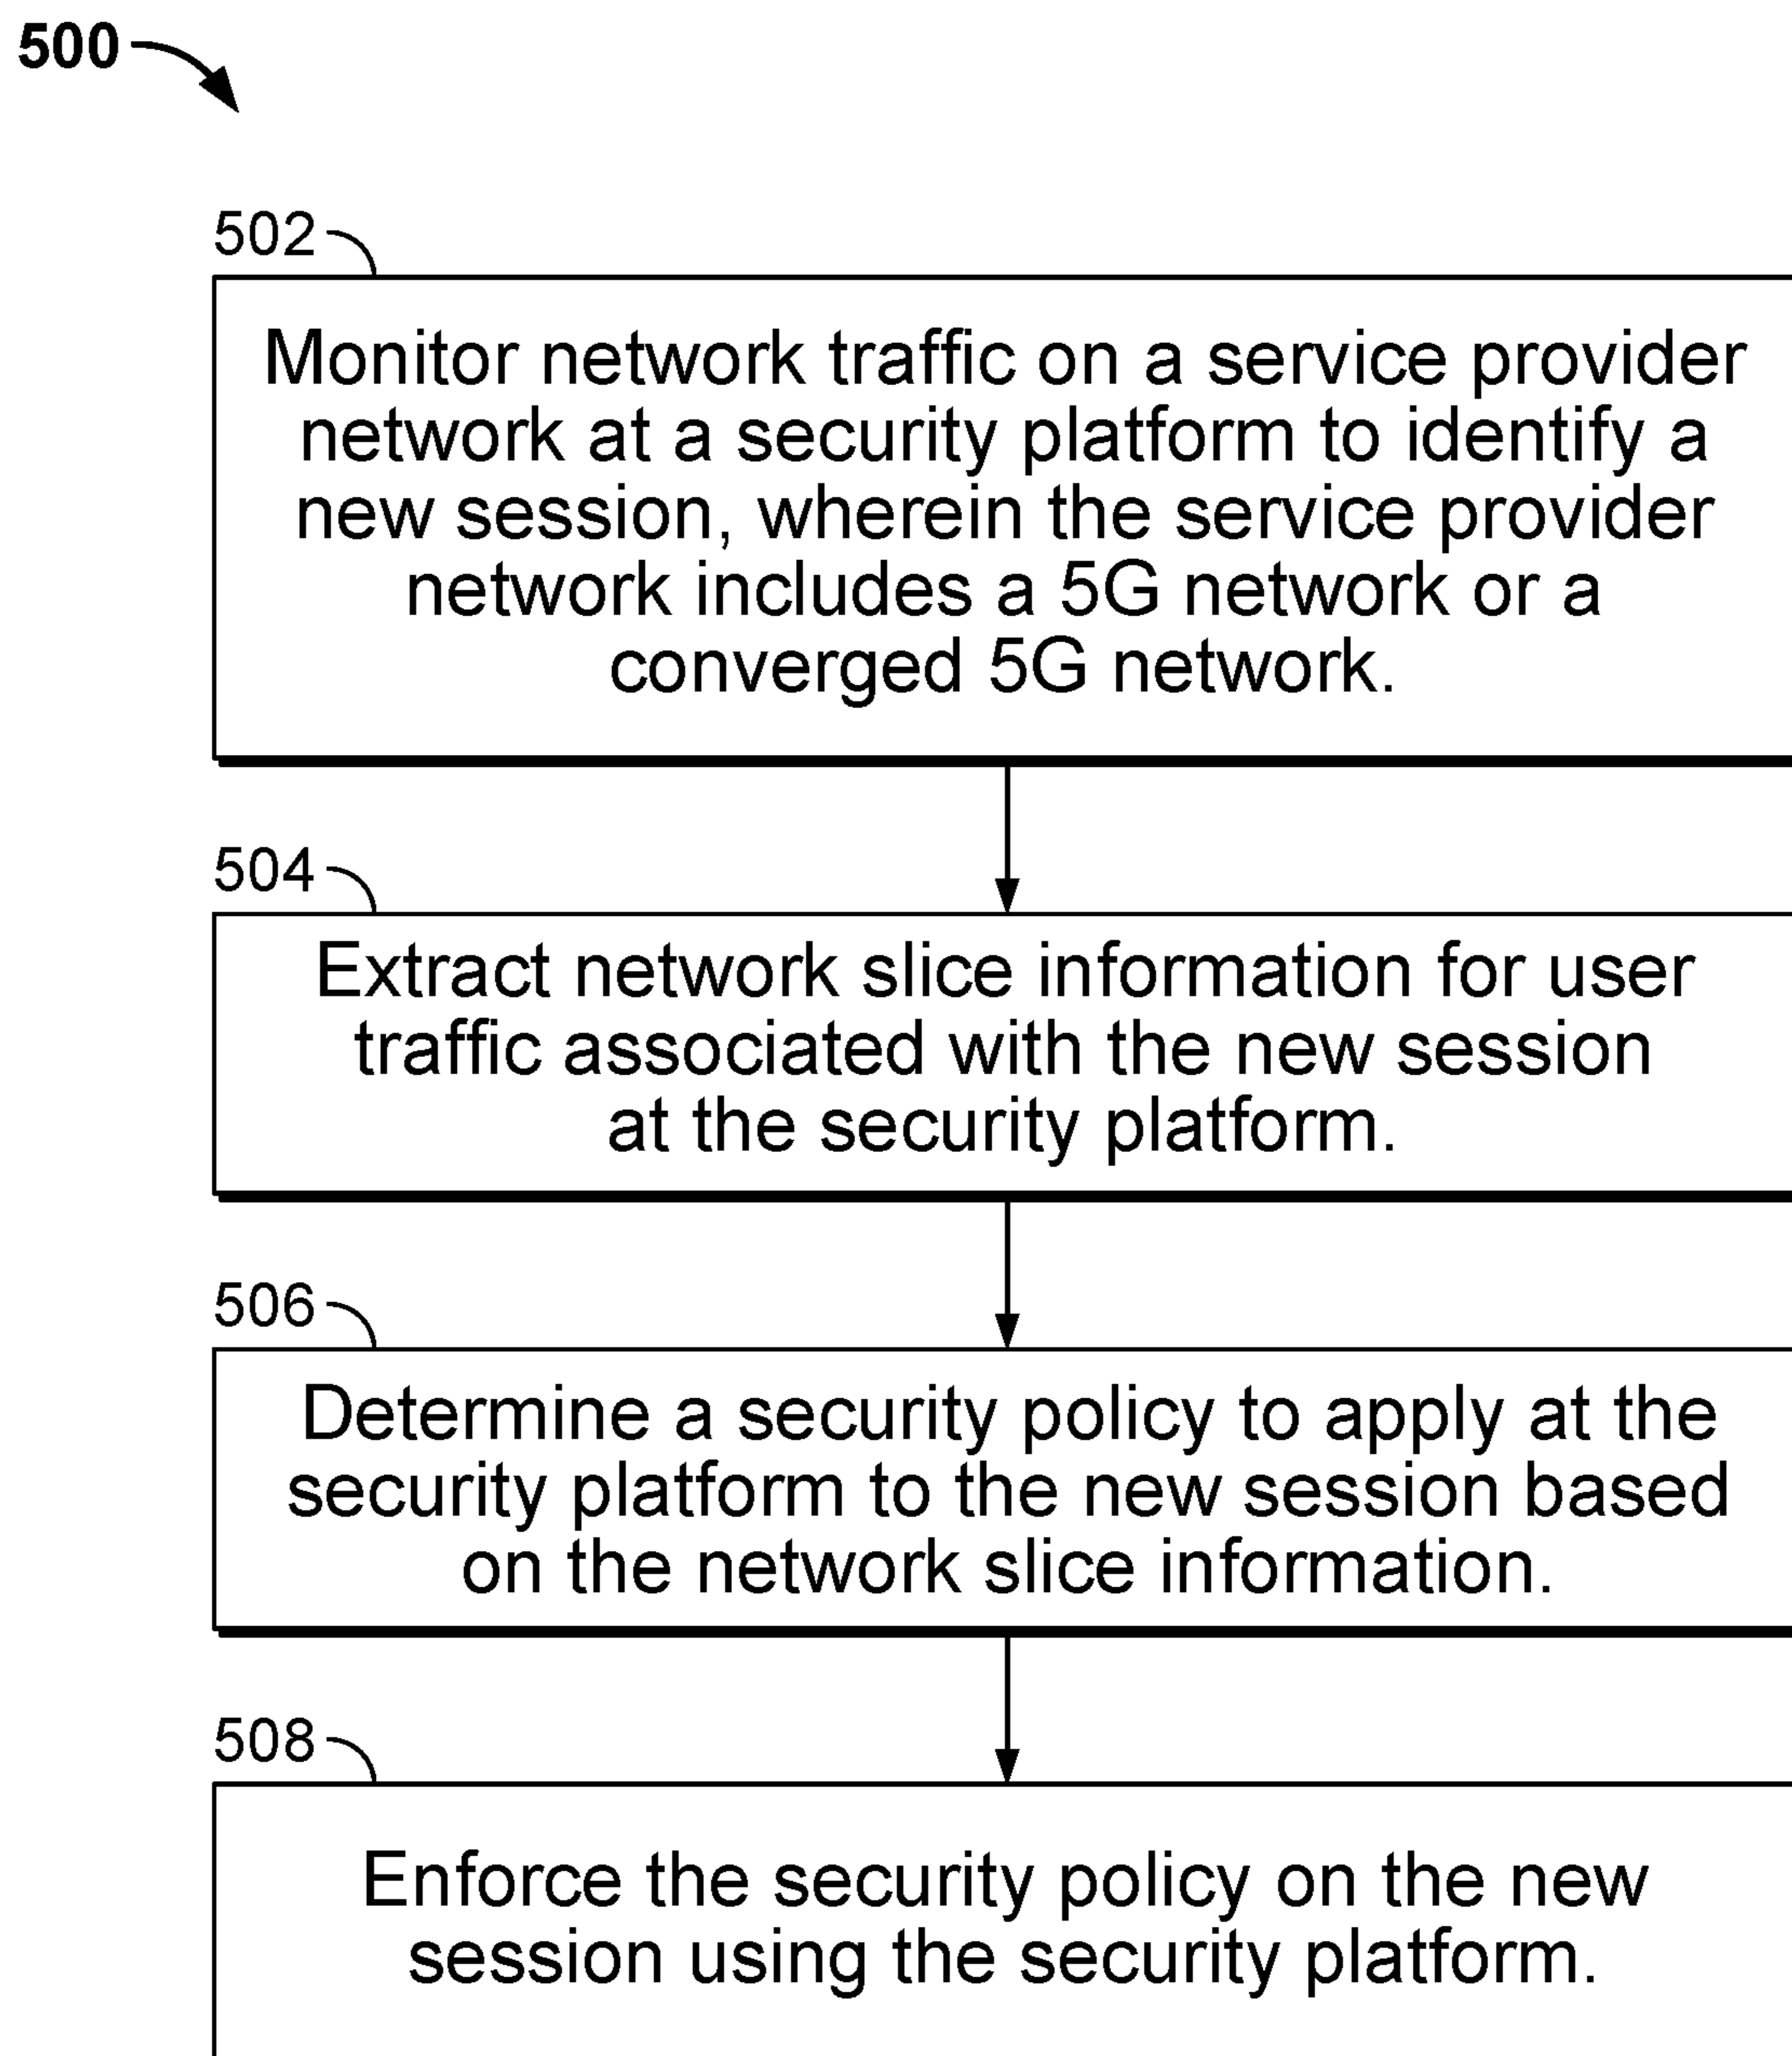 500
502
Monitor network traffic on a service provider
network at a security platform to identify a
new session, wherein the service provider
network includes a 5G network or a
converged 5G network.
504
Extract network slice information for user
traffic associated with the new session
at the security platform.
506
Determine a security policy to apply at the
security platform to the new session based
on the network slice information.
508
Enforce the security policy on the new
session using the security platform.